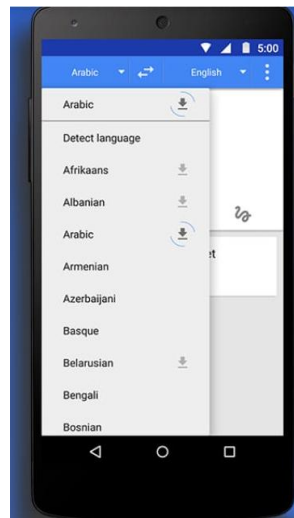 5:00
Arabic English
Arabic
Detect language
Afrikaans
Albanian
Arabic
et
Armenian
Azerbaijani
Basque
Belarusian
Bengali
Bosnian